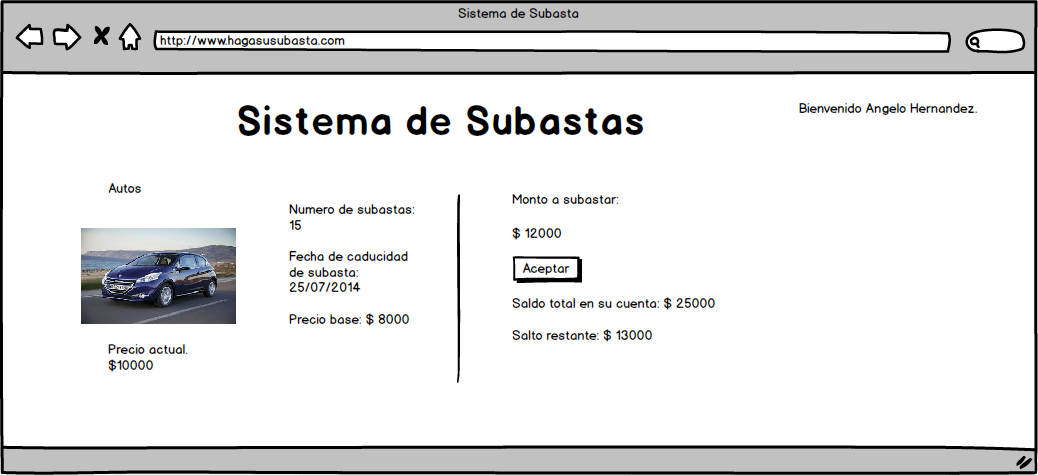 Sistema de Subasta
http://www.hagasusubasta.com
Sistema de Subastas
Bienvenido Angelo Hernandez.
Autos
Precio actual.
$10000
Numero de subastas:
15
Fecha de caducidad
de subasta:
25/07/2014
Precio base: $ 8000
Monto a subastar:
$ 12000
Aceptar
Saldo total en su cuenta: $ 25000
Salto restante: $ 13000